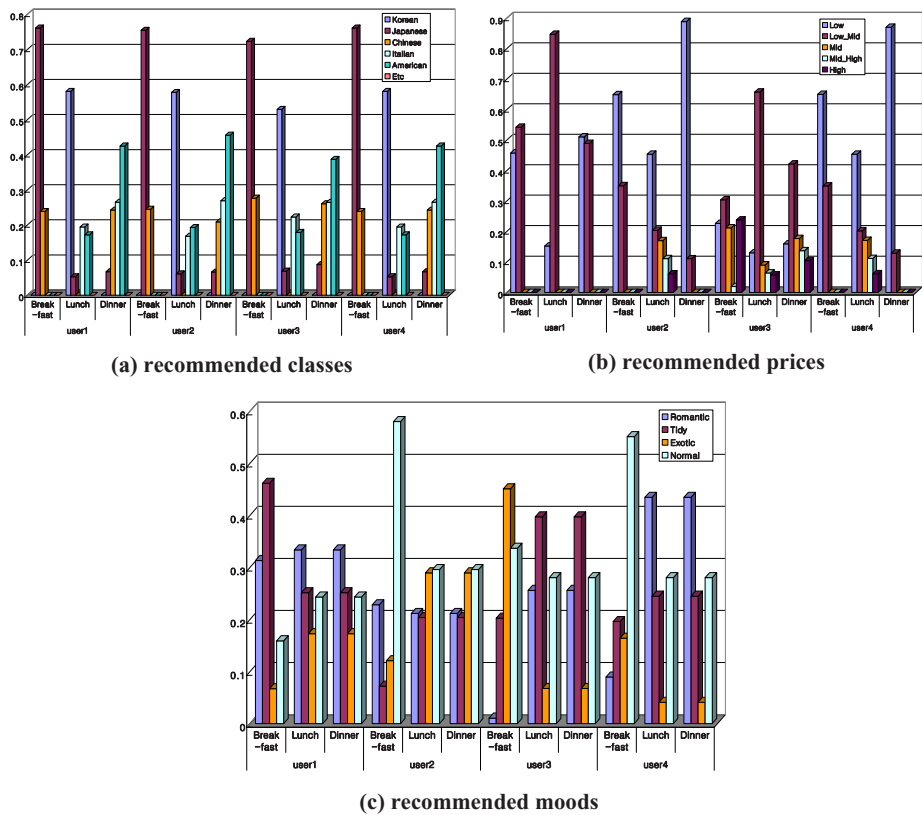 0.8
0.7
0.6
0.5
0.4
0.3
0.2
0.1
0
Korean
Japanese
Chinese
Italian
American
Etc
Break Lunch Dinner Break Lunch Dinner Break Lunch Dinner Break Lunch Dinner
-fast -fast -fast -fast
user1 user2 user3 user4
(a) recommended classes
0.9
0.8
0.7
0.6
0.5
0.4
0.3
0.2
0.1
0
Low
Low_Mid
Mid
Mid_High
High
Break Lunch Dinner Break Lunch Dinner Break Lunch Dinner Break Lunch Dinner
-fast -fast -fast -fast
user1 user2 user3 user4
(b) recommended prices
0.6
0.5
0.4
0.3
0.2
0.1
0
Romantic
Tidy
Exotic
Normal
Break Lunch Dinner Break Lunch Dinner Break Lunch Dinner Break Lunch Dinner
-fast -fast -fast -fast
user1 user2 user3 user4
(c) recommended moods